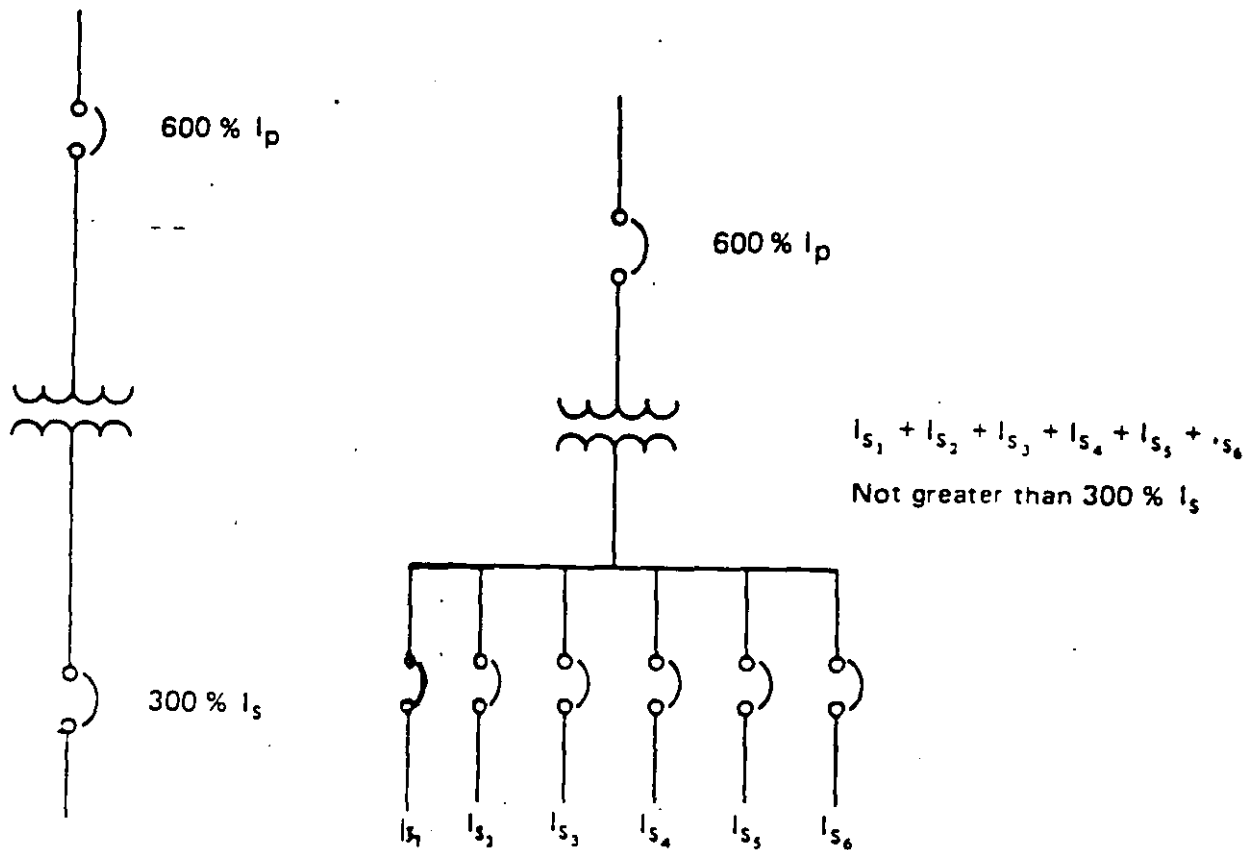 600 % Ip
600 % Ip
IS1 + IS2 + IS3 + IS4 + IS5 + IS6
Not greater than 300 % Is
300 % Is
IS1 IS2 IS3 IS4 IS5 IS6